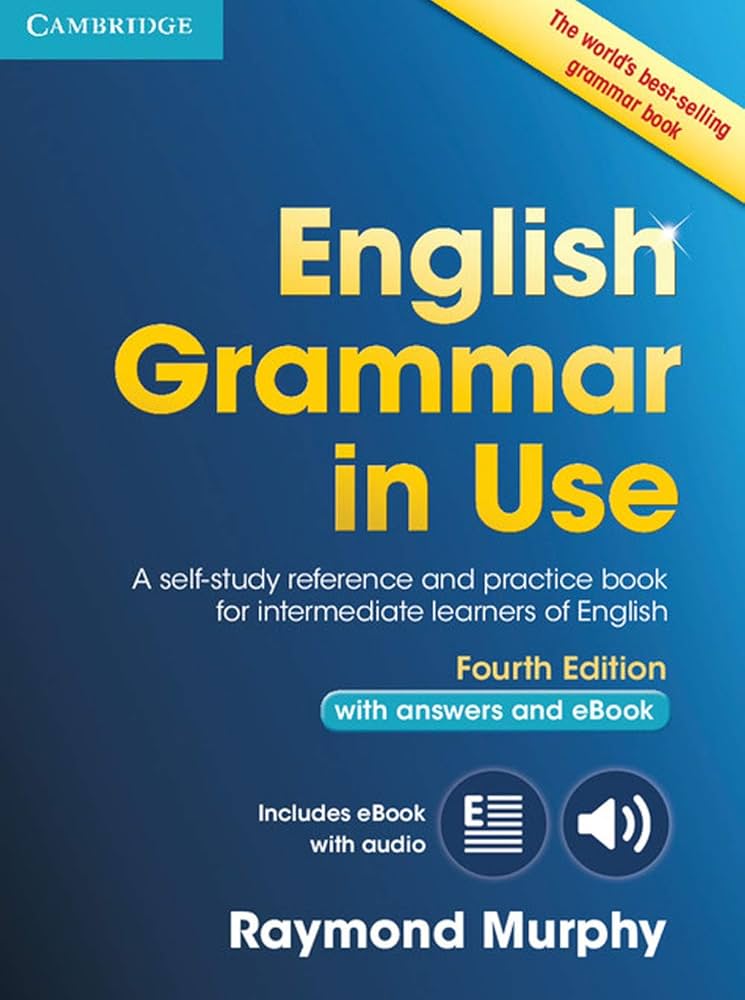 CAMBRIDGE
The world's best-selling
grammar book
English
Grammar
in Use
A self-study reference and practice book
for intermediate learners of English
Fourth Edition
with answers and eBook
Includes eBook
with audio
E
Raymond Murphy